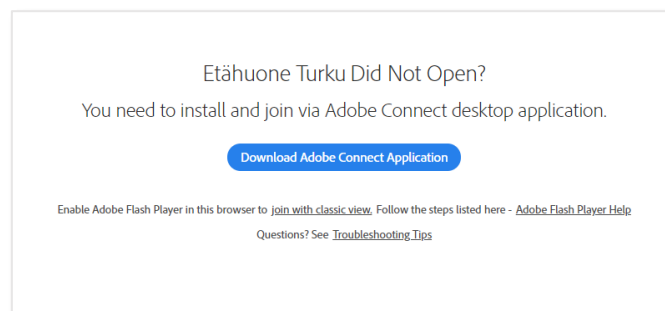 Etähuone Turku Did Not Open?
You need to install and join via Adobe Connect desktop application.
Download Adobe Connect Application
Enable Adobe Flash Player in this browser to join with classic view. Follow the steps listed here - Adobe Flash Player Help
Questions? See Troubleshooting Tips